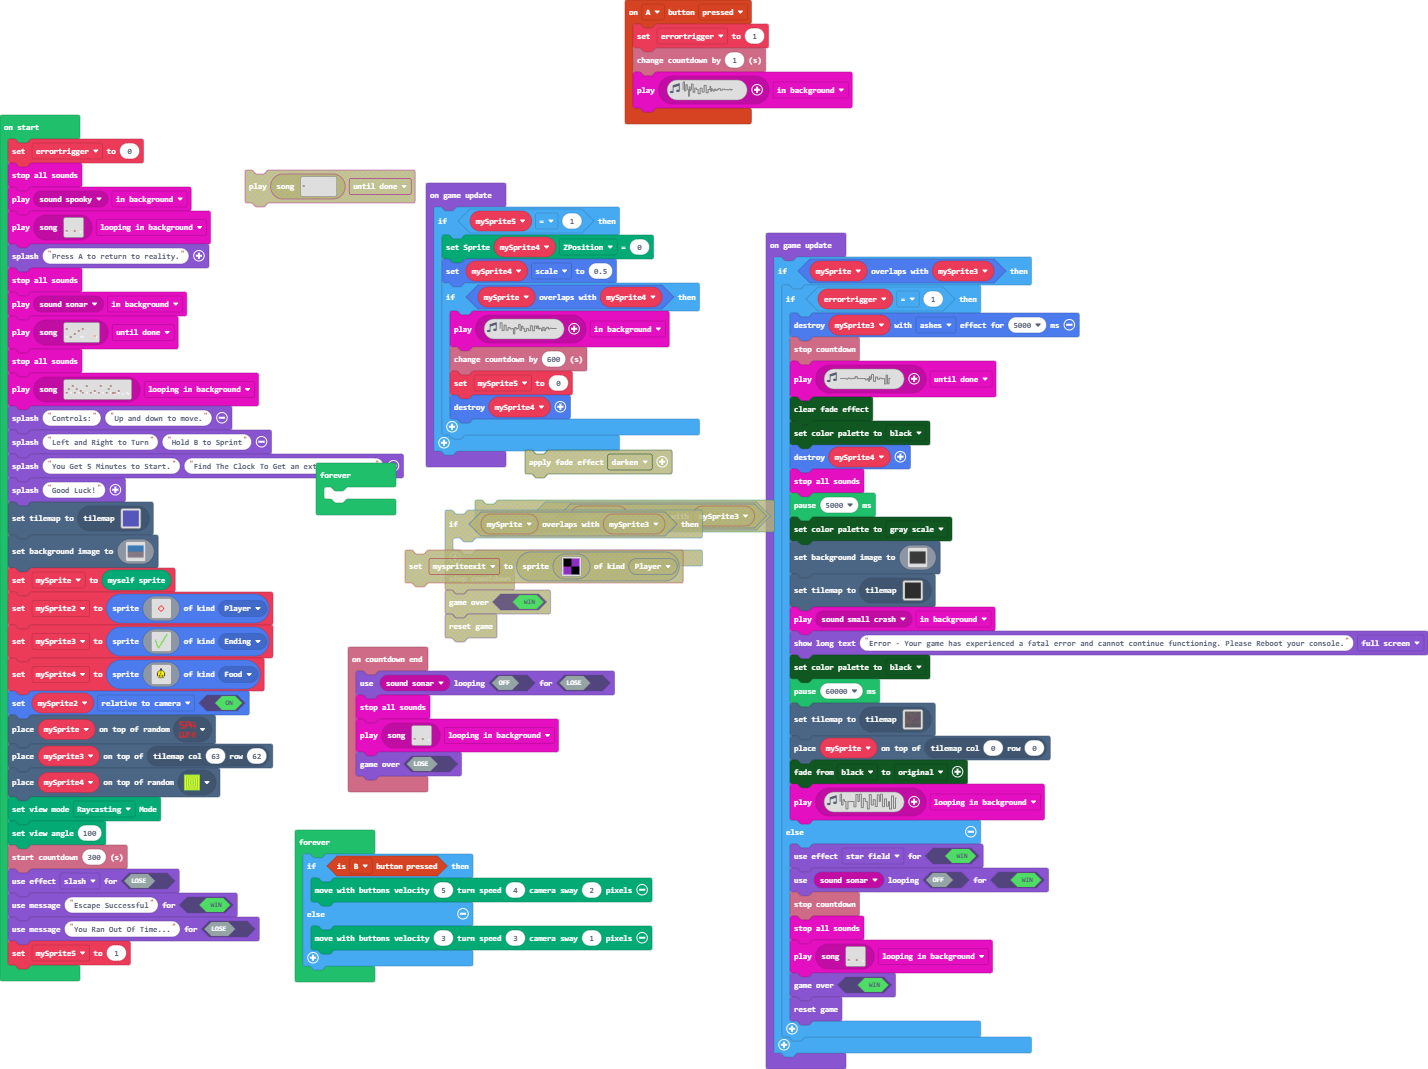 on A button pressed
set errortrigger to 1
change countdown by 1 (s)
play in background
on start
set errortrigger to 0
stop all sounds
play sound spooky in background
play song looping in background
splash "Press A to return to reality."
stop all sounds
play sound sonar in background
play song until done
stop all sounds
play song looping in background
splash "Controls:" "Up and down to move."
splash "Left and Right to Turn" "Hold B to Sprint"
splash "You Get 5 Minutes to Start." "Find The Clock To Get an
splash "Good Luck!"
set tilemap to tilemap
set background image to
set mySprite to myself sprite
set mySprite2 to sprite of kind Player
set mySprite3 to sprite of kind Ending
set mySprite4 to sprite of kind Food
set mySprite2 relative to camera ON
place mySprite on top of random
place mySprite3 on top of tilemap col 63 row 62
place mySprite4 on top of random
set view mode Raycasting Mode
set view angle 100
start countdown 300 (s)
use effect slash for LOSE
use message "Escape Successful" for WIN
use message "You Ran Out Of Time..." for LOSE
set mySprite5 to 1
play song until done
forever
on game update
if mySprite5 = 1 then
set Sprite mySprite4 ZPosition = 0
set mySprite4 scale to 0.5
if mySprite overlaps with mySprite4 then
play in background
change countdown by 600 (s)
set mySprite5 to 0
destroy mySprite4
apply fade effect darken
mySprite3
if mySprite overlaps with mySprite3 then
set myspriteexit to sprite of kind Player
stop countdown
game over WIN
reset game
on countdown end
use sound sonar looping OFF for LOSE
stop all sounds
play song looping in background
game over LOSE
forever
if is B button pressed then
move with buttons velocity 5 turn speed 4 camera sway 2 pixels
else
move with buttons velocity 3 turn speed 3 camera sway 1 pixels
on game update
if mySprite overlaps with mySprite3 then
if errortrigger = 1 then
destroy mySprite3 with ashes effect for 5000 ms
stop countdown
play until done
clear fade effect
set color palette to black
destroy mySprite4
stop all sounds
pause 5000 ms
set color palette to gray scale
set background image to
set tilemap to tilemap
play sound small crash in background
show long text "Error - Your game has experienced a fatal error and cannot continue functioning. Please Reboot your console." full screen
set color palette to black
pause 60000 ms
set tilemap to tilemap
place mySprite on top of tilemap col 0 row 0
fade from black to original
play looping in background
else
use effect star field for WIN
use sound sonar looping OFF for WIN
stop countdown
stop all sounds
play song looping in background
game over WIN
reset game